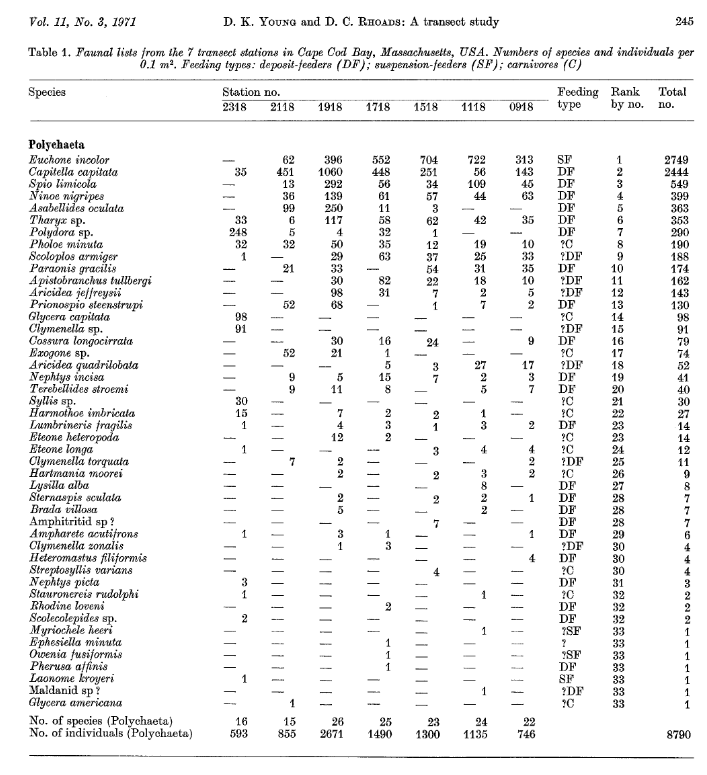 Vol. 11, No. 3, 1971 D. K. Young and D. C. Rhoads: A transect study 245
Table 1. Faunal lists from the 7 transect stations in Cape Cod Bay, Massachusetts, USA. Numbers of species and individuals per
0.1 m². Feeding types: deposit-feeders (DF); suspension-feeders (SF); carnivores (C)
Species Station no. Feeding Rank Total
2318 2118 1918 1718 1518 1118 0918 type by no. no.
Polychaeta
Euchone incolor — 62 396 552 704 722 313 SF 1 2749
Capitella capitata 35 451 1060 448 251 56 143 DF 2 2444
Spio limicola — 13 292 56 34 109 45 DF 3 549
Ninoe nigripes — 36 139 61 57 44 63 DF 4 399
Asabellides oculata — 99 250 11 3 — — DF 5 363
Tharyx sp. 33 6 117 58 62 42 35 DF 6 353
Polydora sp. 248 5 4 32 1 — — DF 7 290
Pholoe minuta 32 32 50 35 12 19 10 ?C 8 190
Scoloplos armiger 1 — 29 63 37 25 33 ?DF 9 188
Paraonis gracilis — 21 33 — 54 31 35 DF 10 174
Apistobranchus tullbergi — — 30 82 22 18 10 ?DF 11 162
Aricidea jeffreysii — — 98 31 7 2 5 ?DF 12 143
Prionospio steenstrupi — 52 68 — 1 7 2 DF 13 130
Glycera capitata 98 — — — — — — ?C 14 98
Clymenella sp. 91 — — — — — — ?DF 15 91
Cossura longocirrata — — 30 16 24 — 9 DF 16 79
Exogone sp. — 52 21 1 — — — ?C 17 74
Aricidea quadrilobata — — — 5 3 27 17 ?DF 18 52
Nephtys incisa — 9 5 15 7 2 3 DF 19 41
Terebellides stroemi — 9 11 8 — 5 7 DF 20 40
Syllis sp. 30 — — — — — — ?C 21 30
Harmothoe imbricata 15 — 7 2 2 1 — ?C 22 27
Lumbrineris fragilis 1 — 4 3 1 3 2 DF 23 14
Eteone heteropoda — — 12 2 — — — ?C 23 14
Eteone longa 1 — — — 3 4 4 ?C 24 12
Clymenella torquata — 7 2 — — — 2 ?DF 25 11
Hartmania moorei — — 2 — 2 3 2 ?C 26 9
Lysilla alba — — — — — 8 — DF 27 8
Sternaspis sculata — — 2 — 2 2 1 DF 28 7
Brada villosa — — 5 — — 2 — DF 28 7
Amphitritid sp? — — — — 7 — — DF 28 7
Ampharete acutifrons 1 — 3 1 — — 1 DF 29 6
Clymenella zonalis — — 1 3 — — — ?DF 30 4
Heteromastus filiformis — — — — — — 4 DF 30 4
Streptosyllis varians — — — — 4 — — ?C 30 4
Nephtys picta 3 — — — — — — DF 31 3
Stauronereis rudolphi 1 — — — — 1 — ?C 32 2
Rhodine loveni — — — 2 — — — DF 32 2
Scolecolepides sp. 2 — — — — — — DF 32 2
Myriochele heeri — — — — — 1 — ?SF 33 1
Ephesiella minuta — — — 1 — — — ? 33 1
Owenia fusiformis — — — 1 — — — ?SF 33 1
Pherusa affinis — — — 1 — — — DF 33 1
Laonome kroyeri 1 — — — — — — SF 33 1
Maldanid sp? — — — — — 1 — ?DF 33 1
Glycera americana — 1 — — — — — ?C 33 1
No. of species (Polychaeta) 16 15 26 25 23 24 22
No. of individuals (Polychaeta) 593 855 2671 1490 1300 1135 746 8790